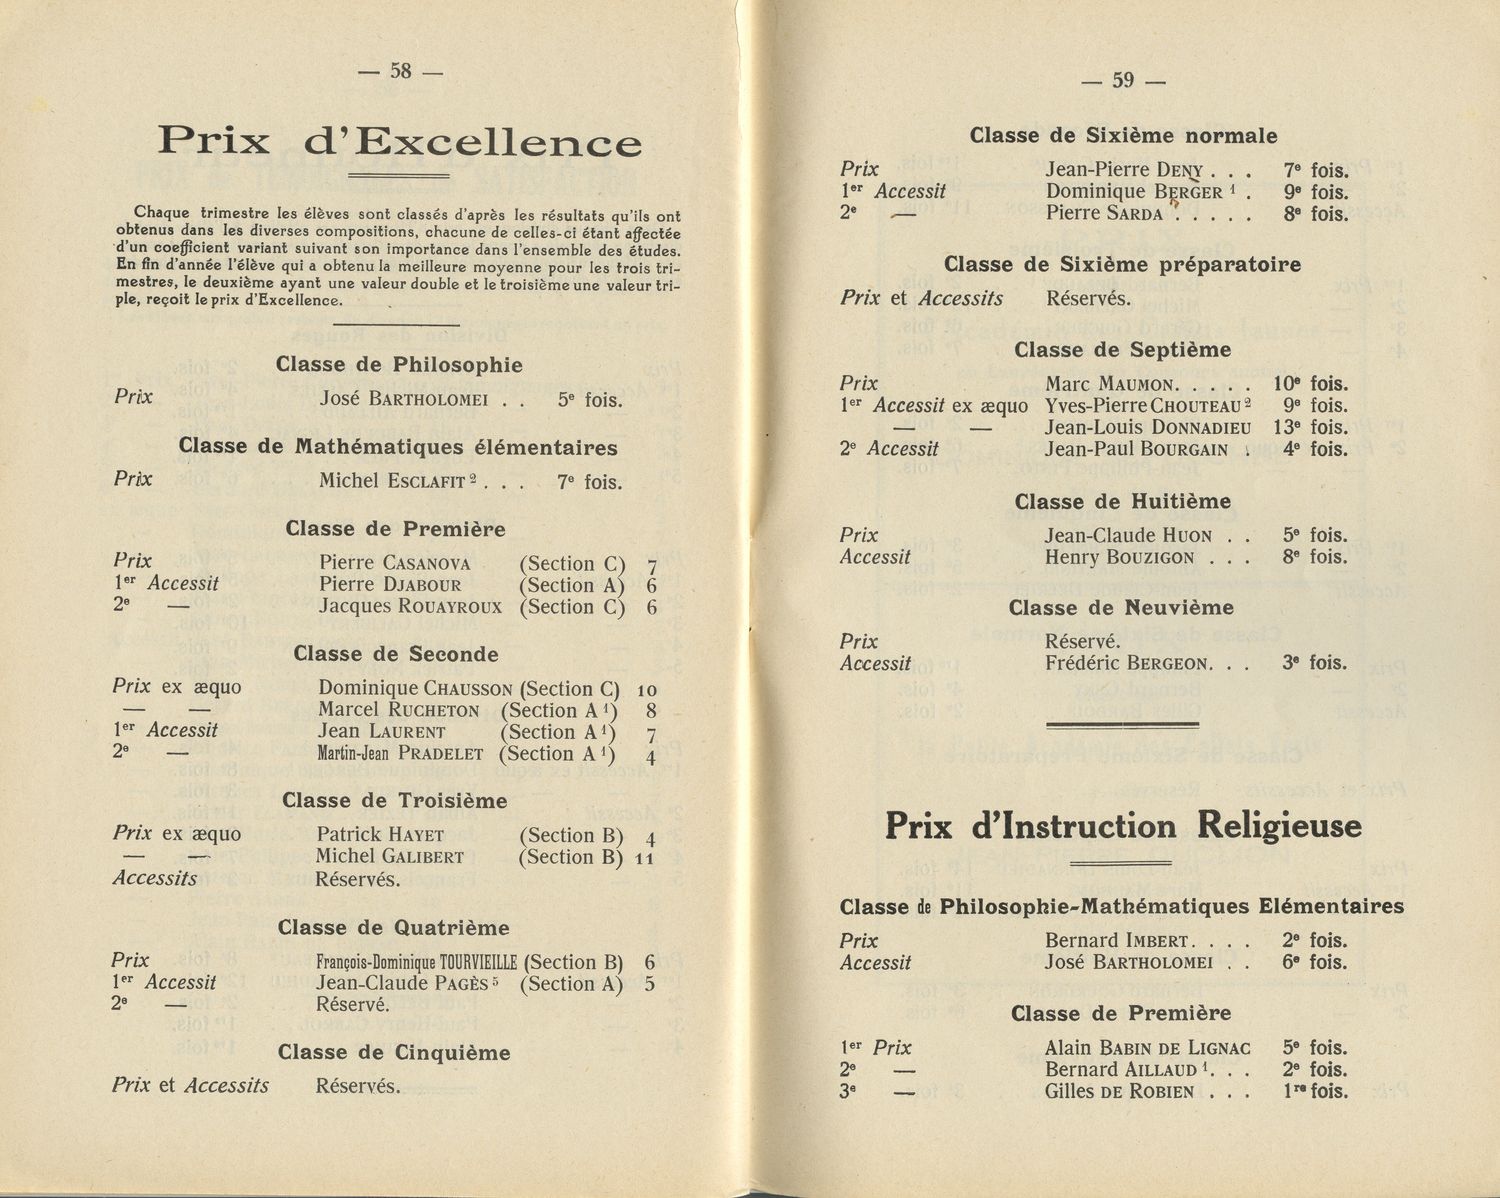 — 58 —
Prix d'Excellence
Chaque trimestre les élèves sont classés d'après les résultats qu'ils ont
obtenus dans les diverses compositions, chacune de celles-ci étant affectée
d'un coefficient variant suivant son importance dans l'ensemble des études.
En fin d'année l'élève qui a obtenu la meilleure moyenne pour les trois tri-
mestres, le deuxième ayant une valeur double et le troisième une valeur tri-
ple, reçoit le prix d'Excellence.
Classe de Philosophie
Prix José BARTHOLOMEI . . 5e fois.
Classe de Mathématiques élémentaires
Prix Michel ESCLAFIT 2 . . . 7e fois.
Classe de Première
Prix Pierre CASANOVA (Section C) 7
1er Accessit Pierre DJABOUR (Section A) 6
2e — Jacques ROUAYROUX (Section C) 6
Classe de Seconde
Prix ex æquo Dominique CHAUSSON (Section C) 10
— — Marcel RUCHETON (Section A 1) 8
1er Accessit Jean LAURENT (Section A 1) 7
2e — Martin-Jean PRADELET (Section A 1) 4
Classe de Troisième
Prix ex æquo Patrick HAYET (Section B) 4
— — Michel GALIBERT (Section B) 11
Accessits Réservés.
Classe de Quatrième
Prix François-Dominique TOURVIEILLE (Section B) 6
1er Accessit Jean-Claude PAGÈS 5 (Section A) 5
2e — Réservé.
Classe de Cinquième
Prix et Accessits Réservés.
— 59 —
Classe de Sixième normale
Prix Jean-Pierre DENY . . . 7e fois.
1er Accessit Dominique BERGER 1 . 9e fois.
2e — Pierre SARDA . . . . . 8e fois.
Classe de Sixième préparatoire
Prix et Accessits Réservés.
Classe de Septième
Prix Marc MAUMON. . . . . 10e fois.
1er Accessit ex æquo Yves-Pierre CHOUTEAU 2 9e fois.
— — Jean-Louis DONNADIEU 13e fois.
2e Accessit Jean-Paul BOURGAIN . 4e fois.
Classe de Huitième
Prix Jean-Claude HUON . . 5e fois.
Accessit Henry BOUZIGON . . . 8e fois.
Classe de Neuvième
Prix Réservé.
Accessit Frédéric BERGEON. . . 3e fois.
Prix d'Instruction Religieuse
Classe de Philosophie-Mathématiques Elémentaires
Prix Bernard IMBERT. . . . 2e fois.
Accessit José BARTHOLOMEI . . 6e fois.
Classe de Première
1er Prix Alain BABIN DE LIGNAC 5e fois.
2e — Bernard AILLAUD 1. . . 2e fois.
3e — Gilles DE ROBIEN . . . 1re fois.